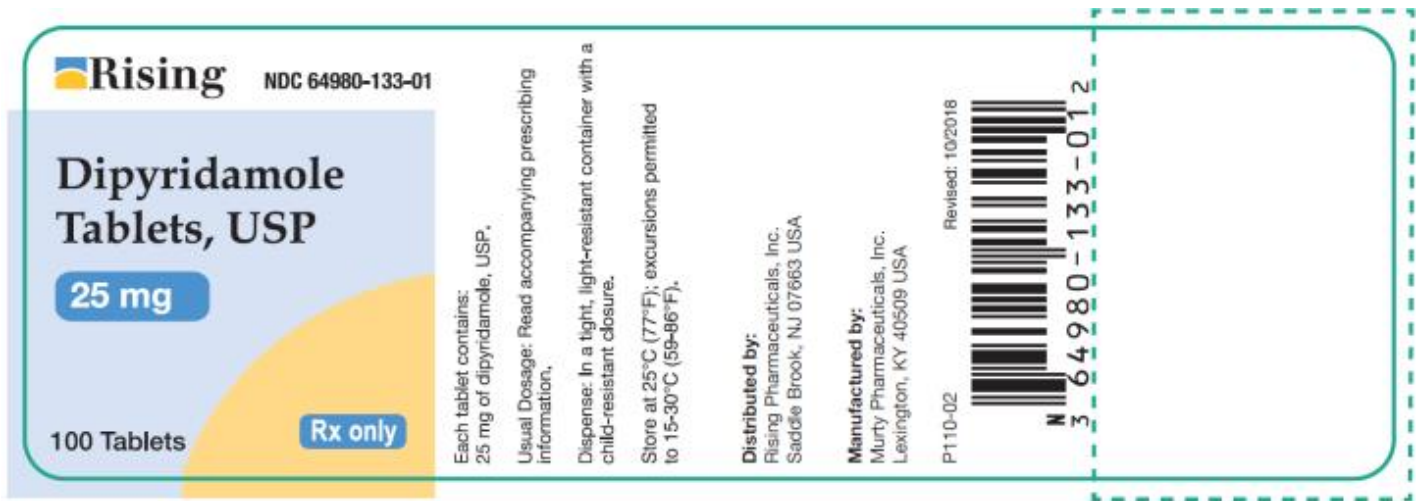 Rising
NDC 64980-133-01
Dipyridamole
Tablets, USP
25 mg
100 Tablets
Rx only
Each tablet contains:
25 mg of dipyridamole, USP.
Usual Dosage: Read accompanying prescribing
information.
Dispense: In a tight, light-resistant container with a
child-resistant closure.
Store at 25°C (77°F); excursions permitted
to 15-30°C (59-86°F).
Distributed by:
Rising Pharmaceuticals, Inc.
Saddle Brook, NJ 07663 USA
Manufactured by:
Murty Pharmaceuticals, Inc.
Lexington, KY 40509 USA
P110-02
Revised: 10/2018
N
3 64980-133-01 2